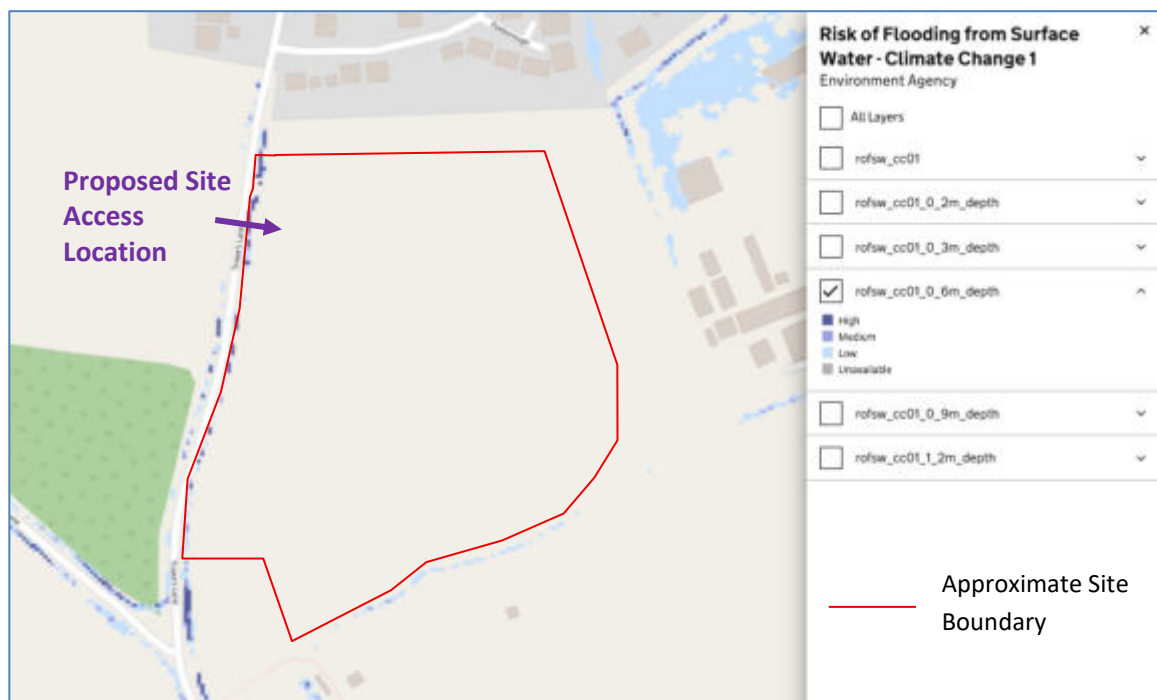 Risk of Flooding from Surface
Water - Climate Change 1
Environment Agency
All Layers
rofsw_cc01
rofsw_cc01_0_2m_depth
rofsw_cc01_0_3m_depth
rofsw_cc01_0_6m_depth
High
Medium
Low
Unavailable
rofsw_cc01_0_9m_depth
rofsw_cc01_1_2m_depth
Proposed Site
Access
Location
Approximate Site
Boundary